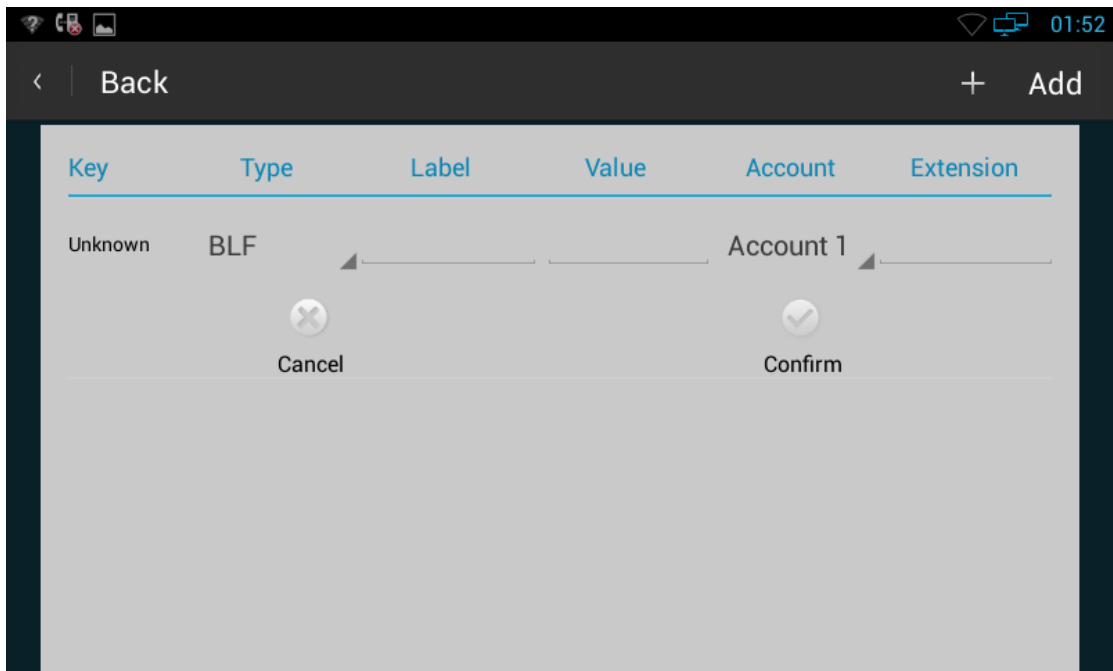 01:52
Back + Add
Key Type Label Value Account Extension
Unknown BLF Account 1
Cancel Confirm